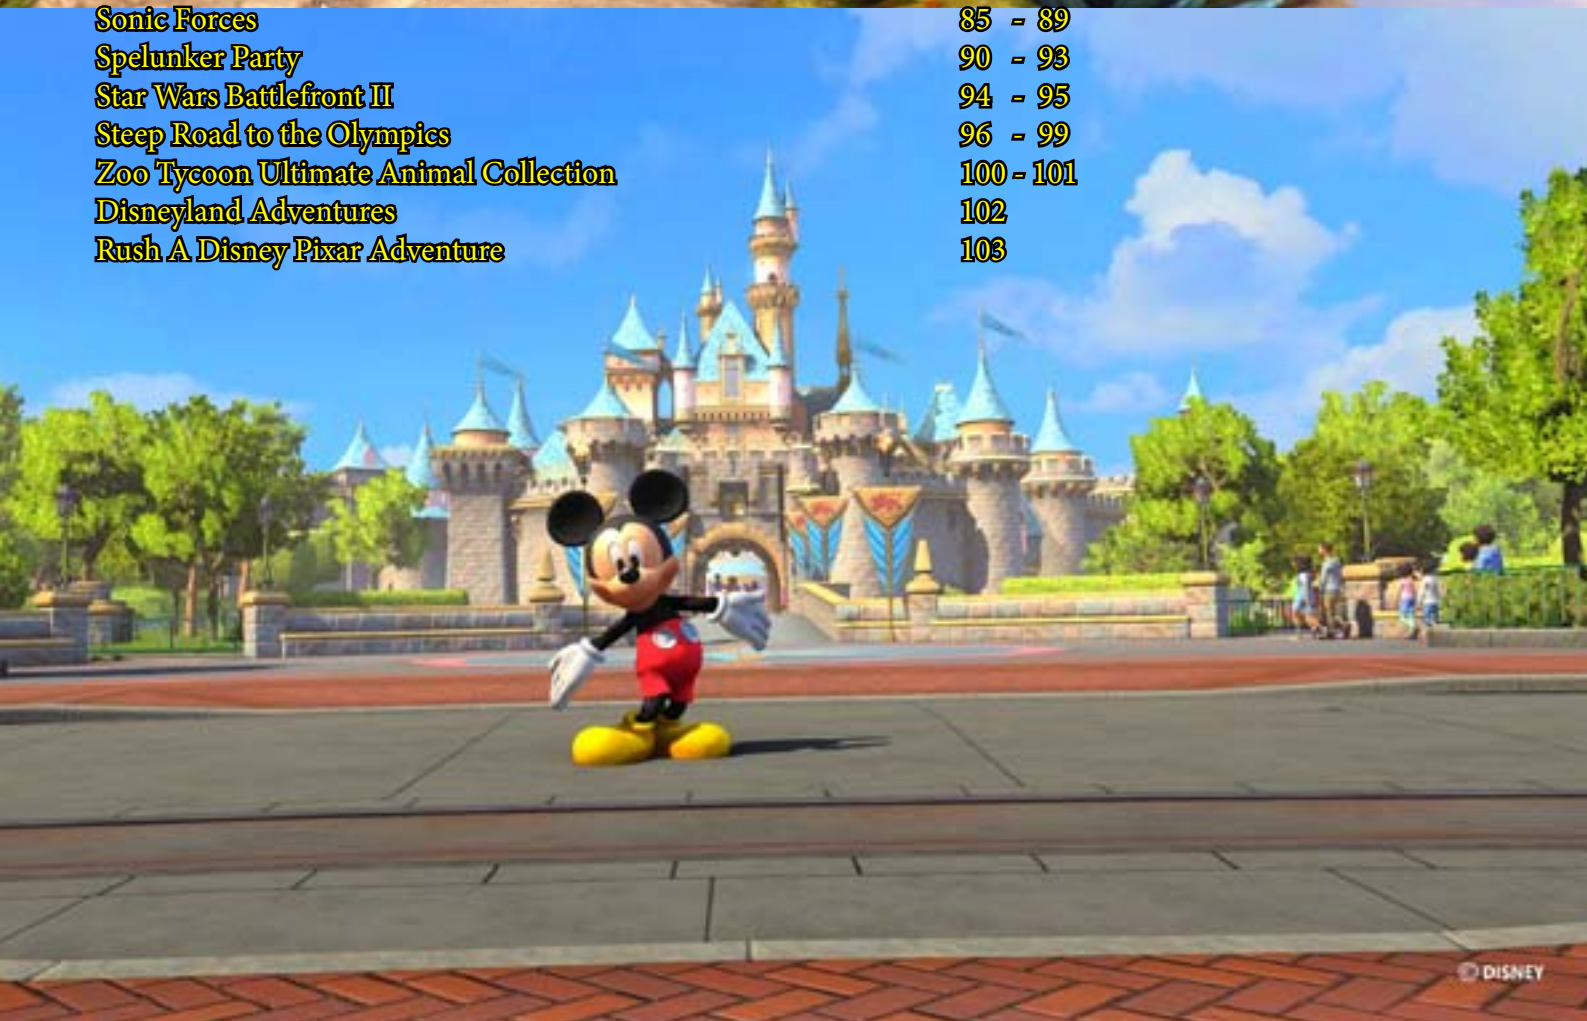 Sonic Forces 85 - 89
Spelunker Party 90 - 93
Star Wars Battlefront II 94 - 95
Steep Road to the Olympics 96 - 99
Zoo Tycoon Ultimate Animal Collection 100 - 101
Disneyland Adventures 102
Rush A Disney Pixar Adventure 103
© DISNEY